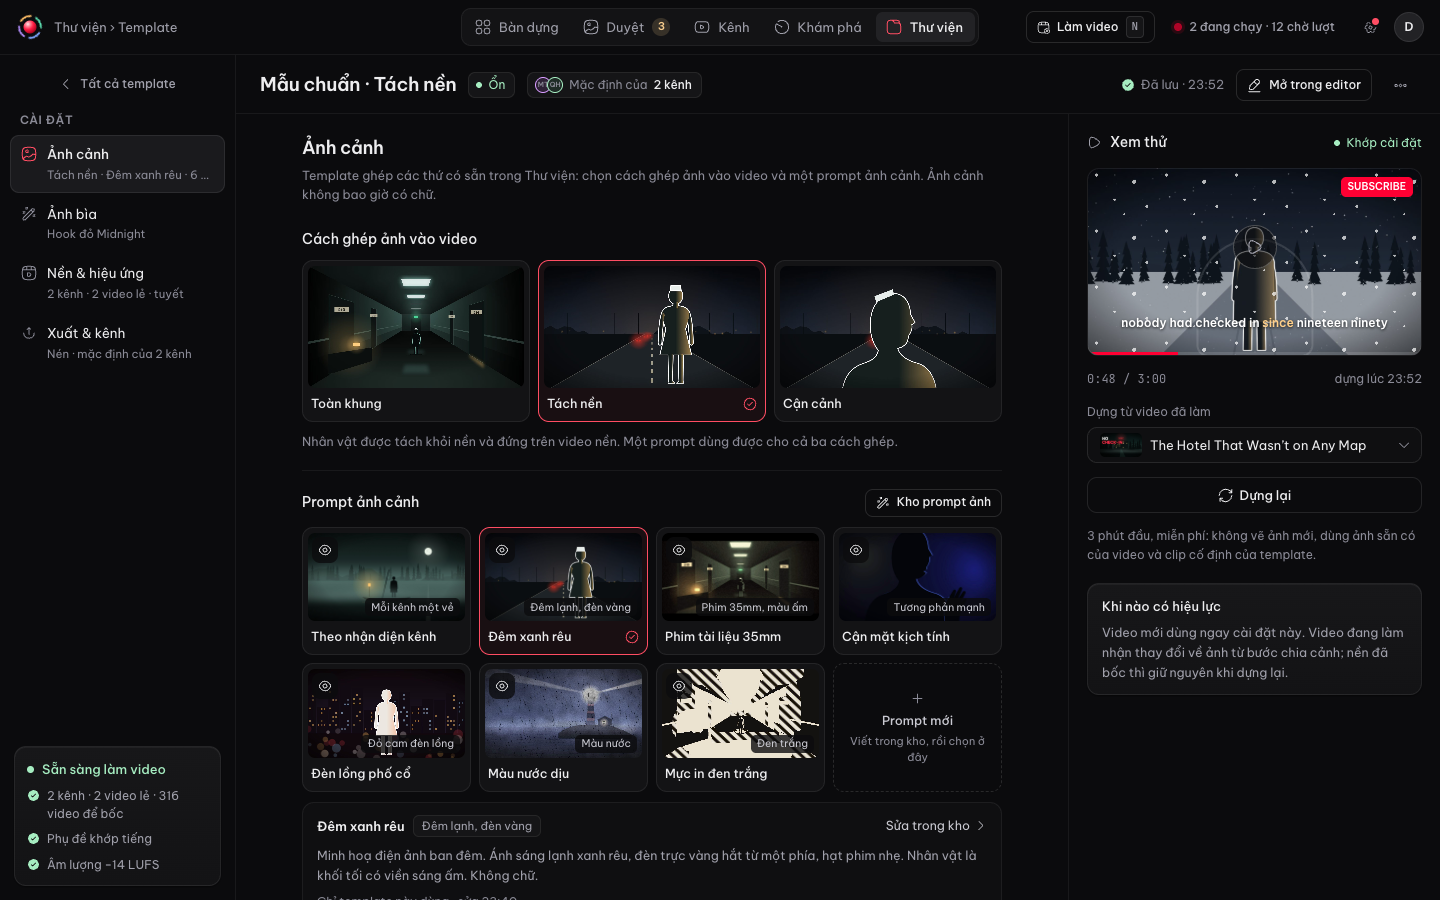 Thư viện › Template
Bàn dựng
Duyệt 3
Kênh
Khám phá
Thư viện
Làm video N
2 đang chạy · 12 chờ lượt
D
Tất cả template
CÀI ĐẶT
Ảnh cảnh
Tách nền · Đêm xanh rêu · 6 ...
Ảnh bìa
Hook đỏ Midnight
Nền & hiệu ứng
2 kênh · 2 video lẻ · tuyết
Xuất & kênh
Nén · mặc định của 2 kênh
Sẵn sàng làm video
2 kênh · 2 video lẻ · 316
video để bốc
Phụ đề khớp tiếng
Âm lượng -14 LUFS
Mẫu chuẩn · Tách nền
Ổn
Mặc định của 2 kênh
Đã lưu · 23:52
Mở trong editor
Ảnh cảnh
Template ghép các thứ có sẵn trong Thư viện: chọn cách ghép ảnh vào video và một prompt ảnh cảnh. Ảnh cảnh
không bao giờ có chữ.
Cách ghép ảnh vào video
Toàn khung
Tách nền
Cận cảnh
Nhân vật được tách khỏi nền và đứng trên video nền. Một prompt dùng được cho cả ba cách ghép.
Prompt ảnh cảnh
Kho prompt ảnh
Mỗi kênh một vẻ
Đêm lạnh, đèn vàng
Phim 35mm, màu ấm
Tương phản mạnh
Theo nhận diện kênh
Đêm xanh rêu
Phim tài liệu 35mm
Cận mặt kịch tính
Đỏ cam đèn lồng
Màu nước
Đen trắng
Đèn lồng phố cổ
Màu nước dịu
Mực in đen trắng
Prompt mới
Viết trong kho, rồi chọn ở
đây
Đêm xanh rêu
Đêm lạnh, đèn vàng
Sửa trong kho
Minh hoạ điện ảnh ban đêm. Ánh sáng lạnh xanh rêu, đèn trực vàng hắt từ một phía, hạt phim nhẹ. Nhân vật là
khối tối có viền sáng ấm. Không chữ.
Xem thử
Khớp cài đặt
SUBSCRIBE
nobody had checked in since nineteen ninety
0:48 / 3:00
dựng lúc 23:52
Dựng từ video đã làm
The Hotel That Wasn't on Any Map
Dựng lại
3 phút đầu, miễn phí: không vẽ ảnh mới, dùng ảnh sẵn có
của video và clip cố định của template.
Khi nào có hiệu lực
Video mới dùng ngay cài đặt này. Video đang làm
nhận thay đổi về ảnh từ bước chia cảnh; nền đã
bốc thì giữ nguyên khi dựng lại.